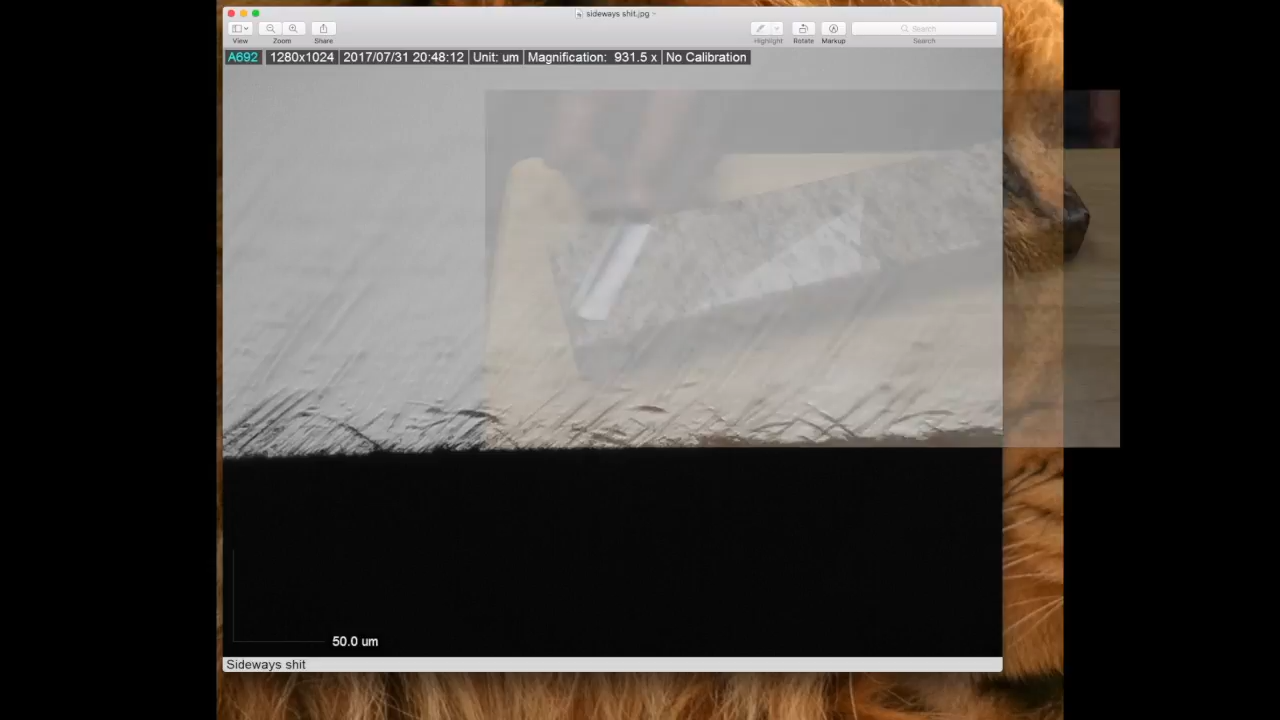 sideways shit.jpg
View
Zoom
Share
Highlight
Rotate
Markup
Search
Search
A692 1280x1024 2017/07/31 20:48:12 Unit: um Magnification: 931.5 x No Calibration
50.0 um
Sideways shit